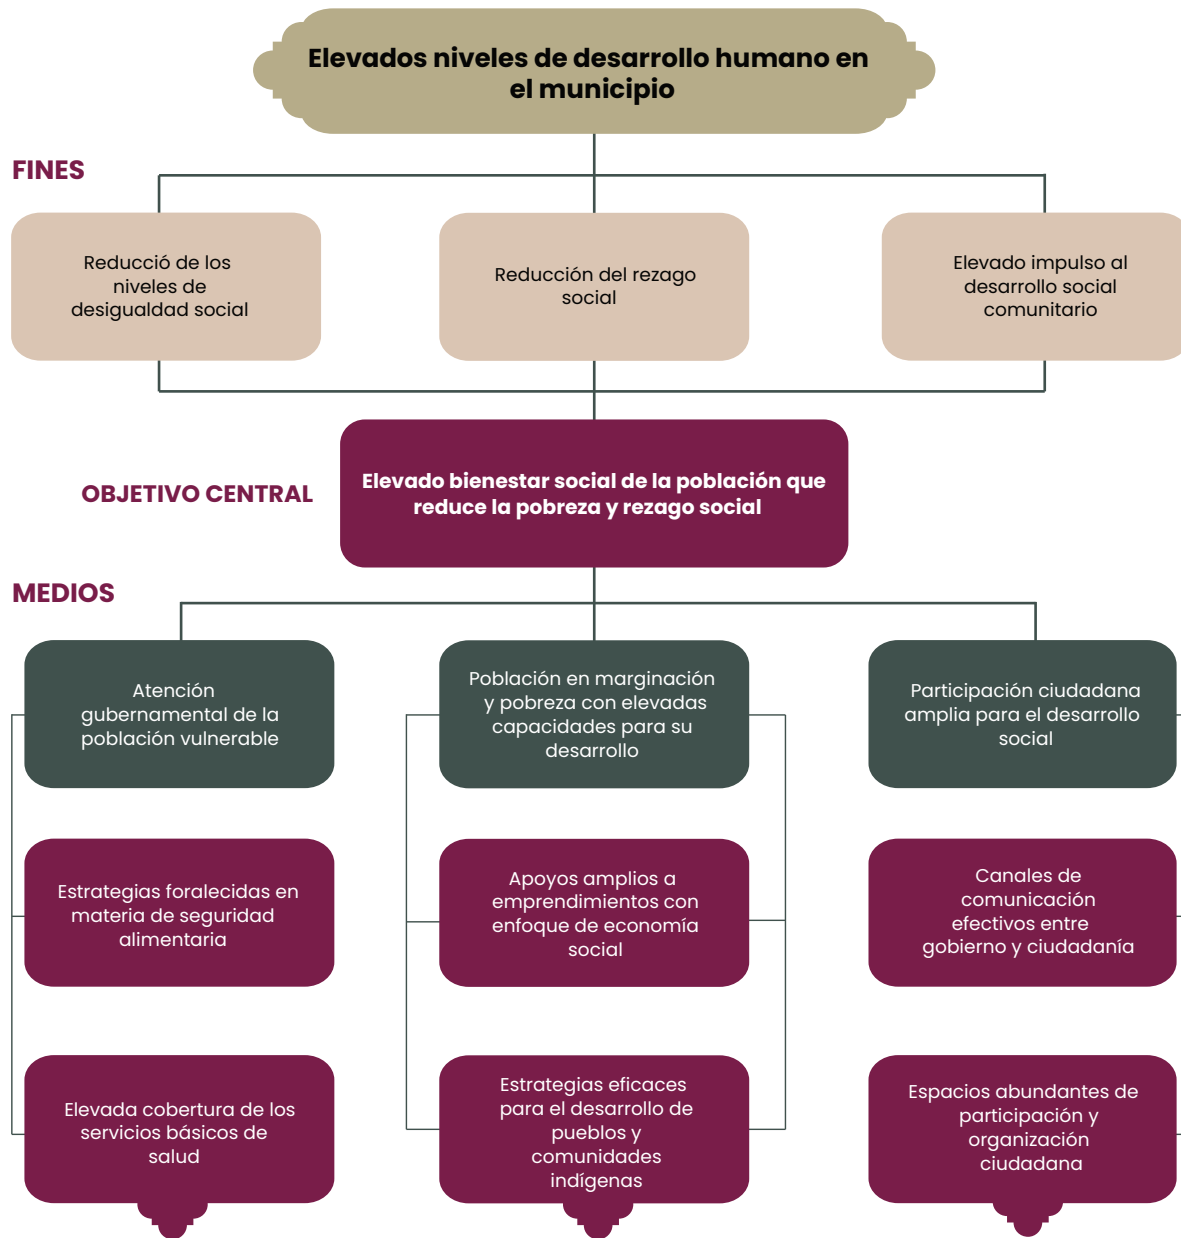 Elevados niveles de desarrollo humano en
el municipio
FINES
Reducció de los
niveles de
desigualdad social
Reducción del rezago
social
Elevado impulso al
desarrollo social
comunitario
OBJETIVO CENTRAL
Elevado bienestar social de la población que
reduce la pobreza y rezago social
MEDIOS
Atención
gubernamental de la
población vulnerable
Población en marginación
y pobreza con elevadas
capacidades para su
desarrollo
Participación ciudadana
amplia para el desarrollo
social
Estrategias foralecidas en
materia de seguridad
alimentaria
Apoyos amplios a
emprendimientos con
enfoque de economía
social
Canales de
comunicación
efectivos entre
gobierno y ciudadanía
Elevada cobertura de los
servicios básicos de
salud
Estrategias eficaces
para el desarrollo de
pueblos y
comunidades
indígenas
Espacios abundantes de
participación y
organización
ciudadana